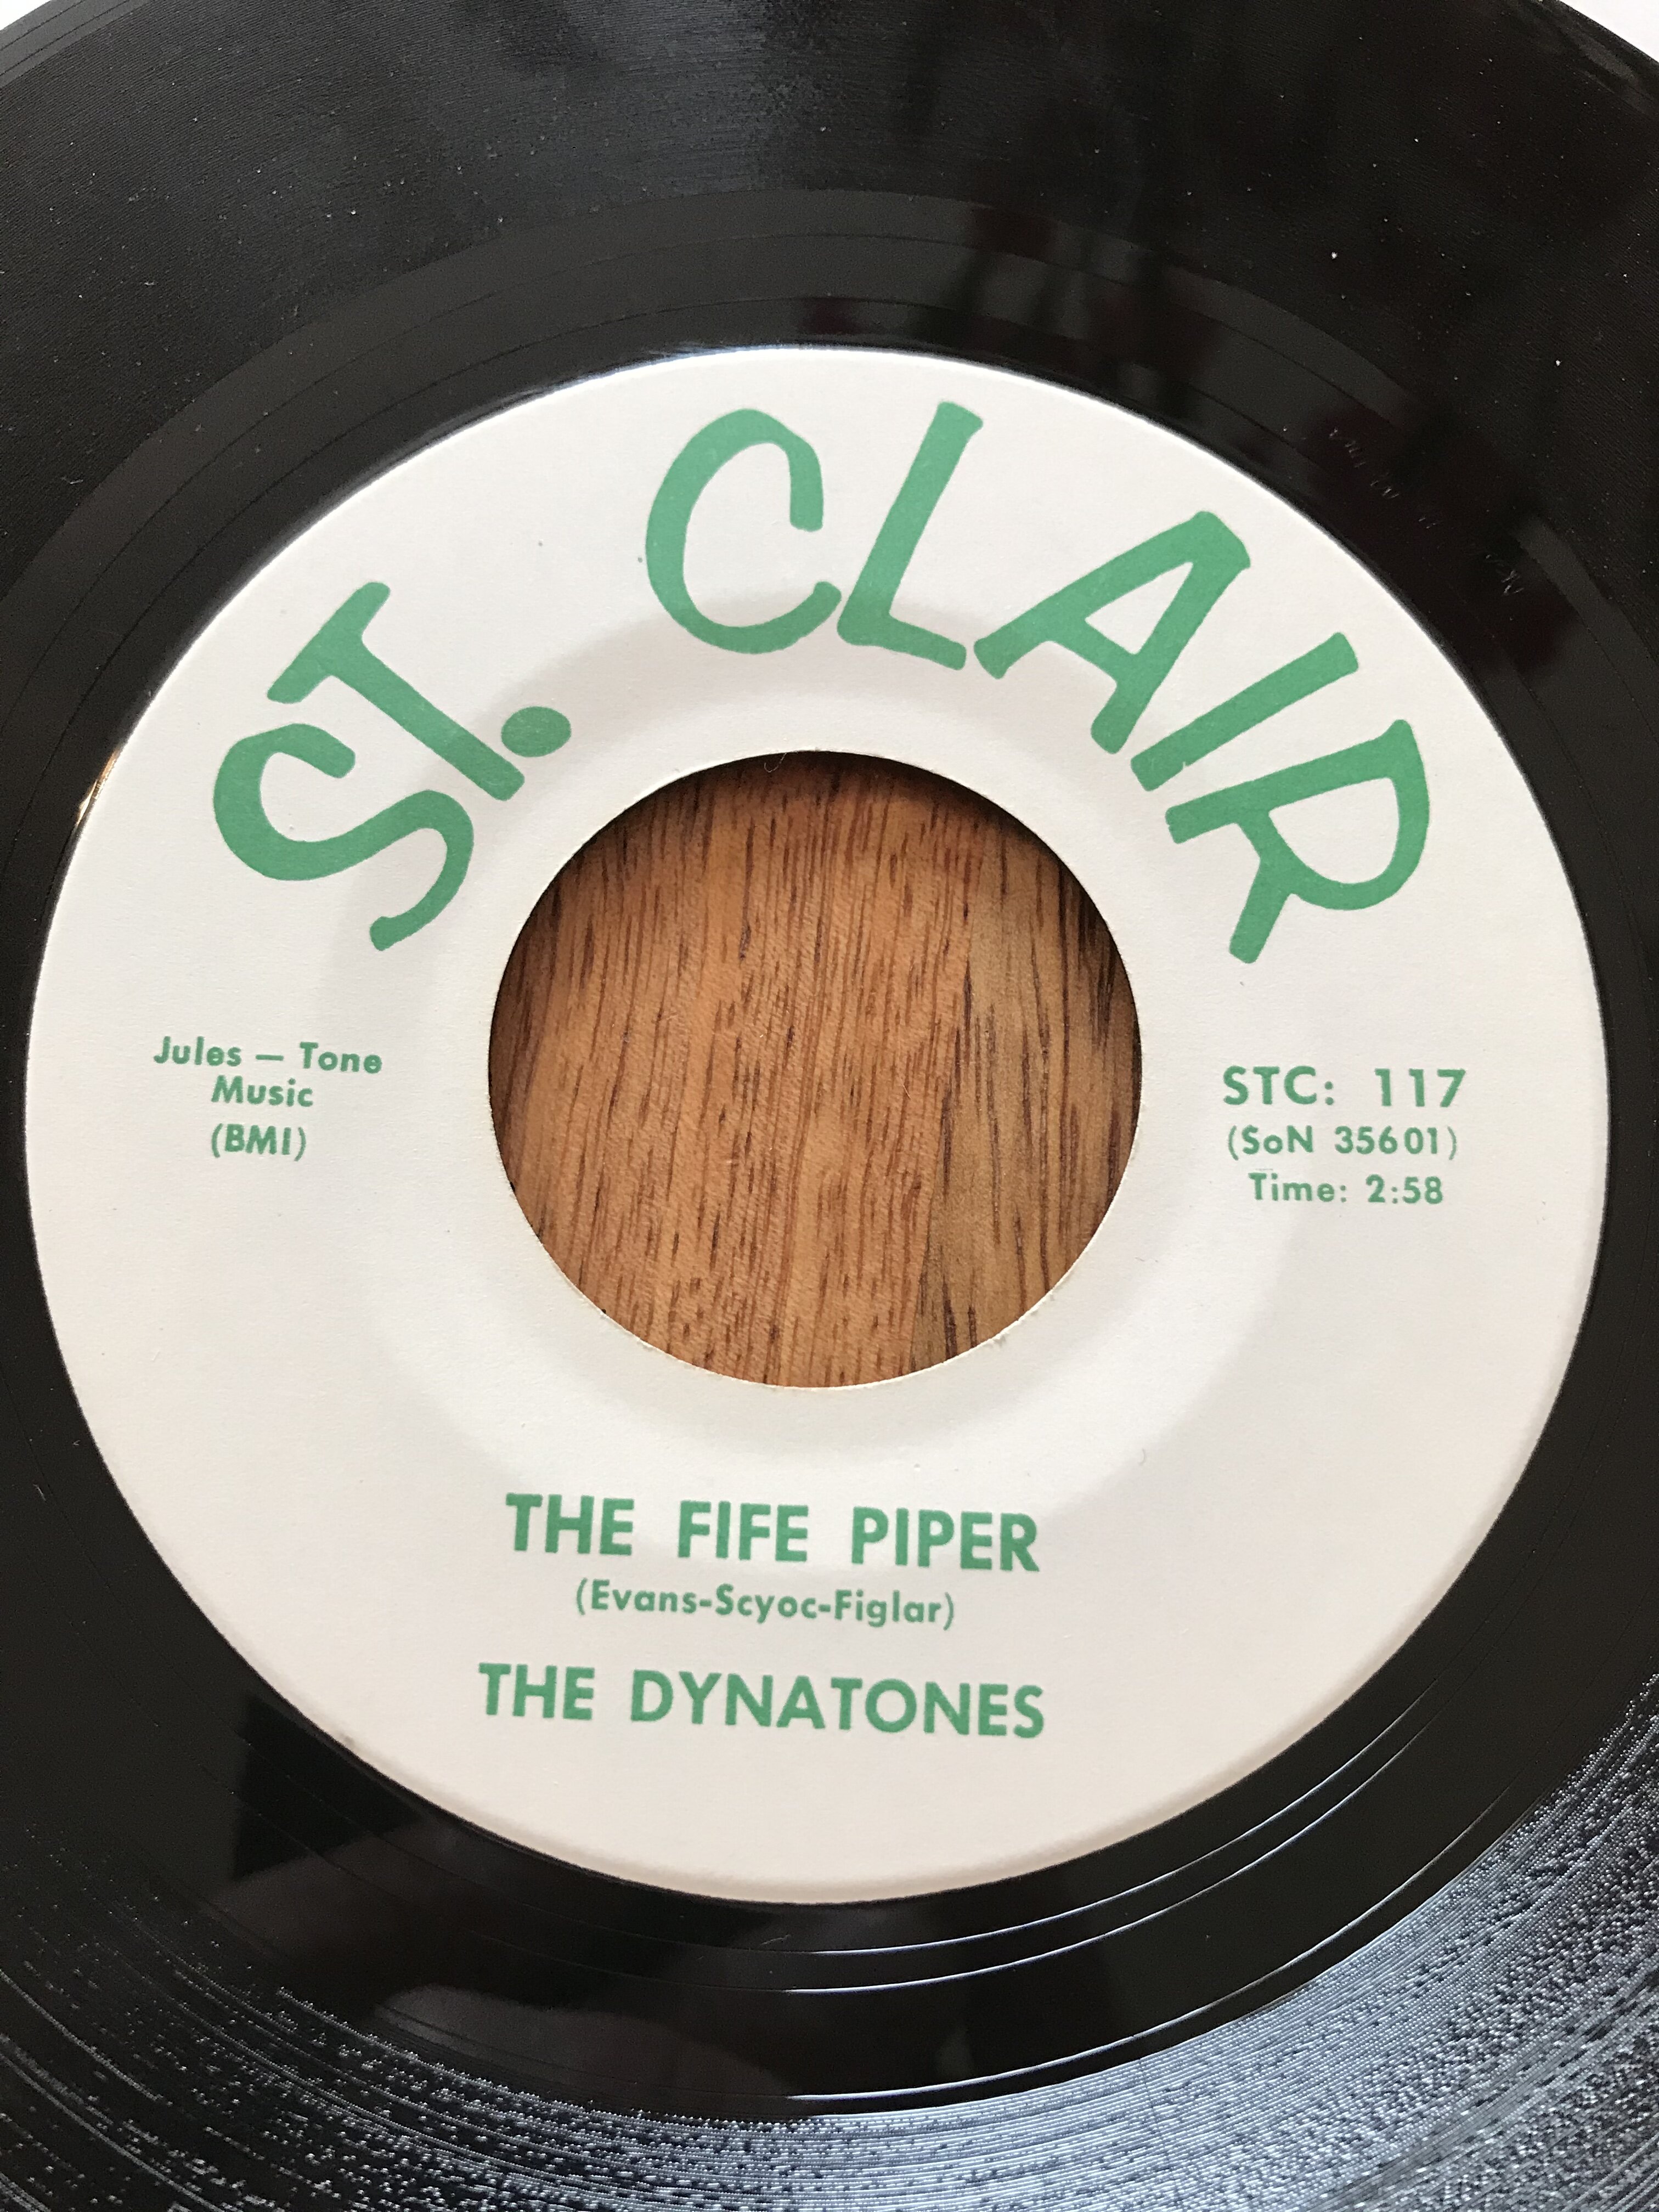 ST. CLAIR
Jules — Tone
Music
(BMI)
STC: 117
(SoN 35601)
Time: 2:58
THE FIFE PIPER
(Evans-Scyoc-Figlar)
THE DYNATONES